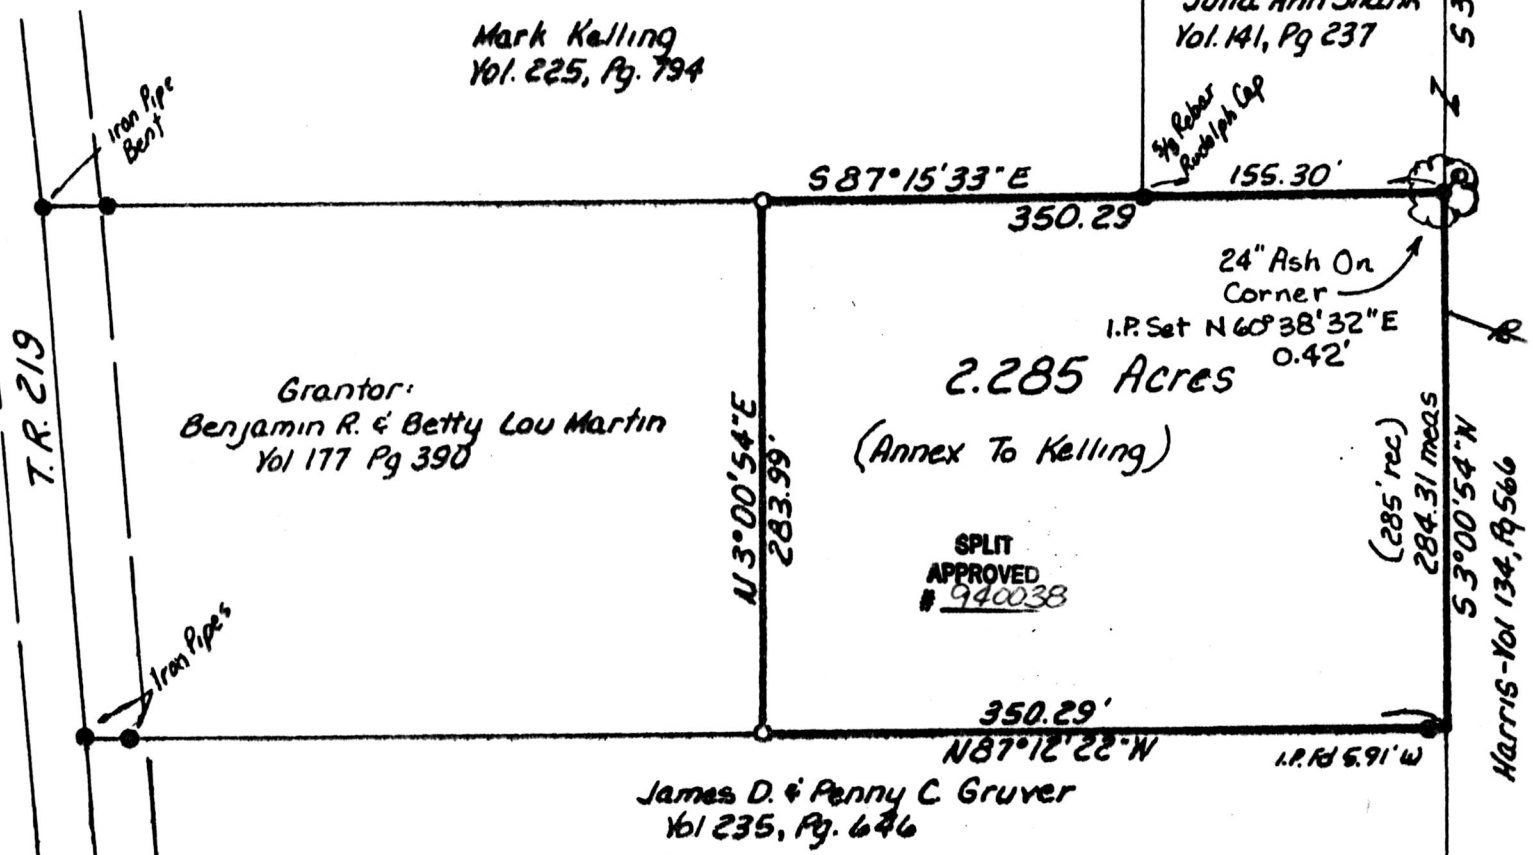 Mark Kelling
Vol. 225, Pg. 794
Vol. 141, Pg 237
Iron Pipe
Bent
5/8 Rebar
Rudolph Cap
S 87°15'33"E
350.29
155.30'
24" Ash On
Corner
I.P. Set N 60°38'32"E
0.42'
2.285 Acres
(Annex To Kelling)
T.R. 219
Grantor:
Benjamin R. & Betty Lou Martin
Vol 177 Pg 390
N 3°00'54"E
283.99'
SPLIT
APPROVED
# 940038
(285' rec)
284.31 meas
S 3°00'54"W
Harris-Vol 134, Pg 566
Iron Pipes
350.29'
N87°12'22"W
I.P. Fd 5.91' W
James D. & Penny C Gruver
Vol 235, Pg. 646